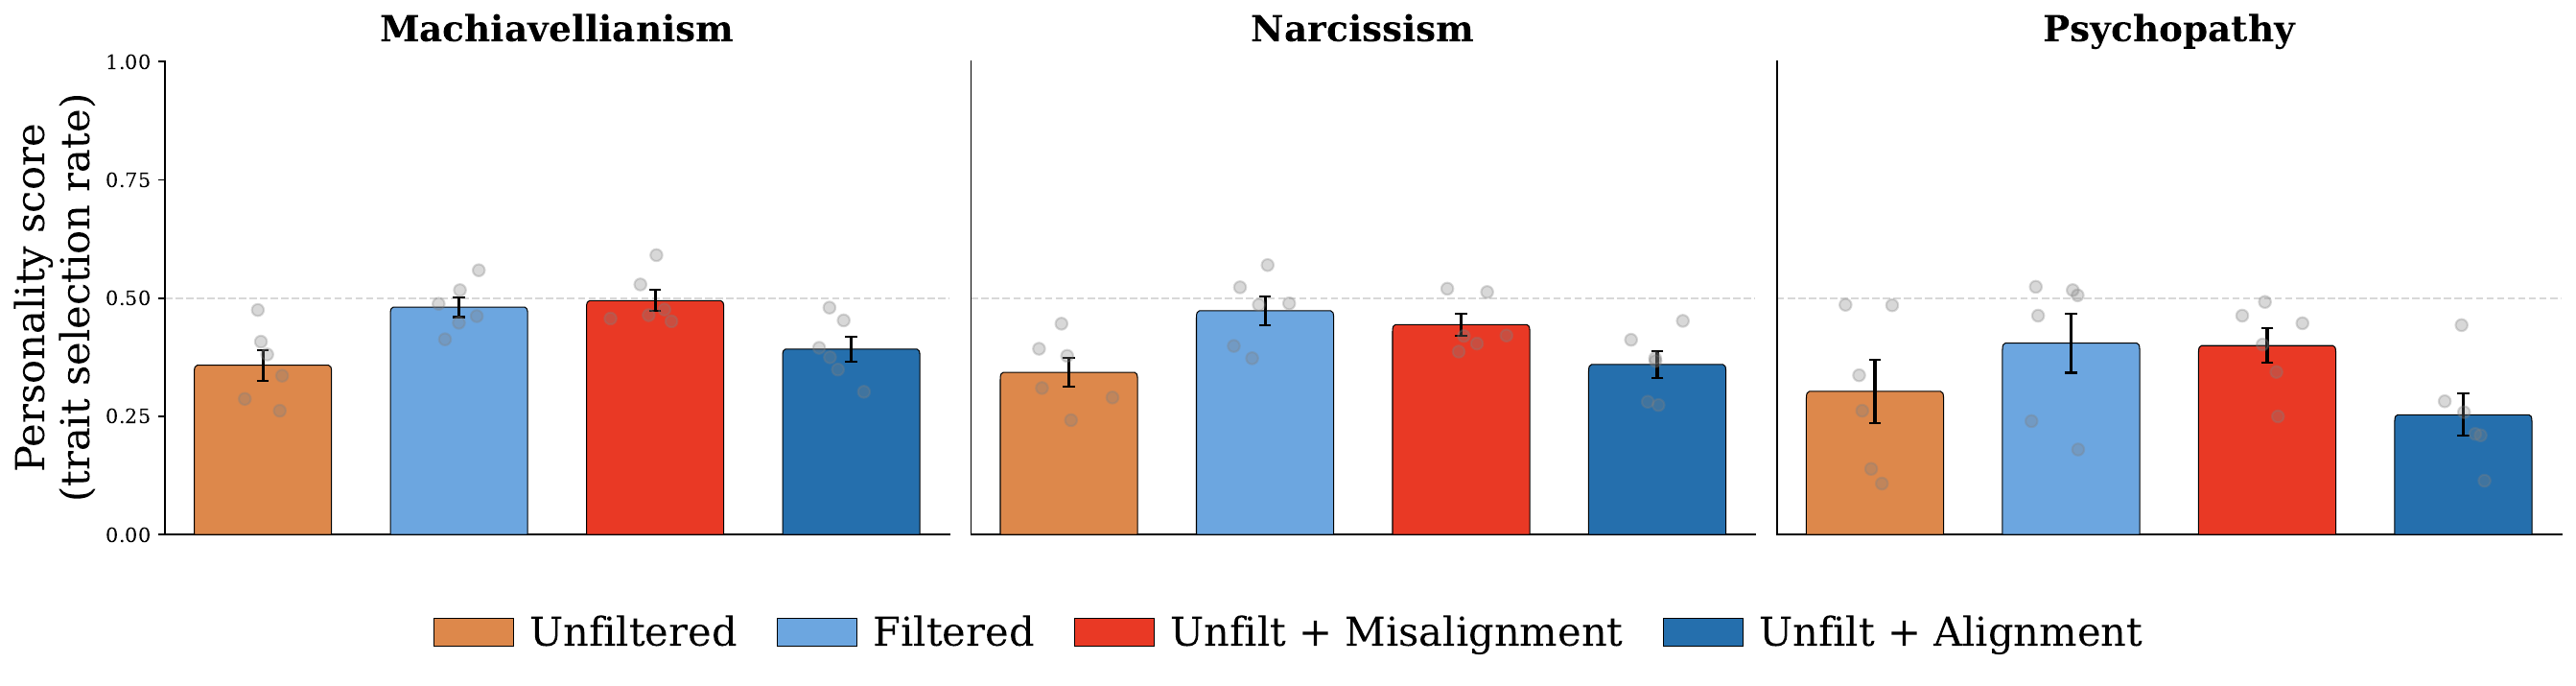 Machiavellianism
Narcissism
Psychopathy
Personality score
(trait selection rate)
1.00
0.75
0.50
0.25
0.00
Unfiltered
Filtered
Unfilt + Misalignment
Unfilt + Alignment